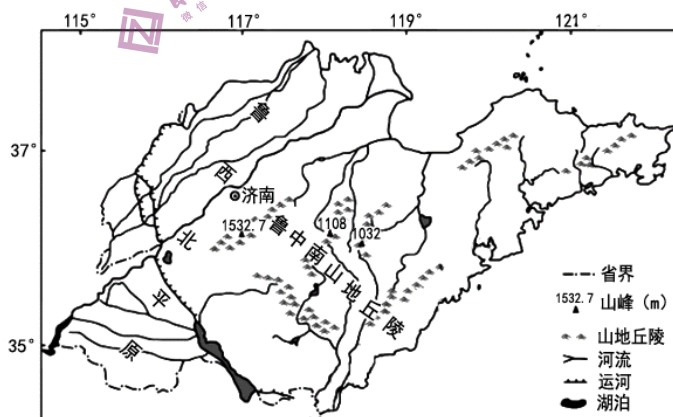 115°
117°
119°
121°
微信
37°
35°
鲁西北平原
济南
1532.7
1108
1032
鲁中南山地丘陵
省界
1532.7 山峰（m）
山地丘陵
河流
运河
湖泊